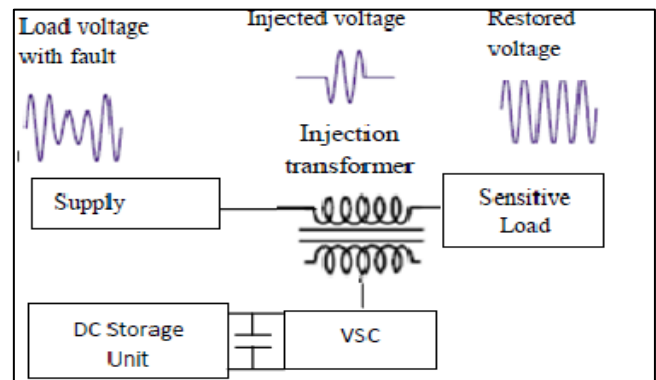 Load voltage
with fault
Injected voltage
Restored
voltage
Injection
transformer
Supply
Sensitive
Load
DC Storage
Unit
VSC